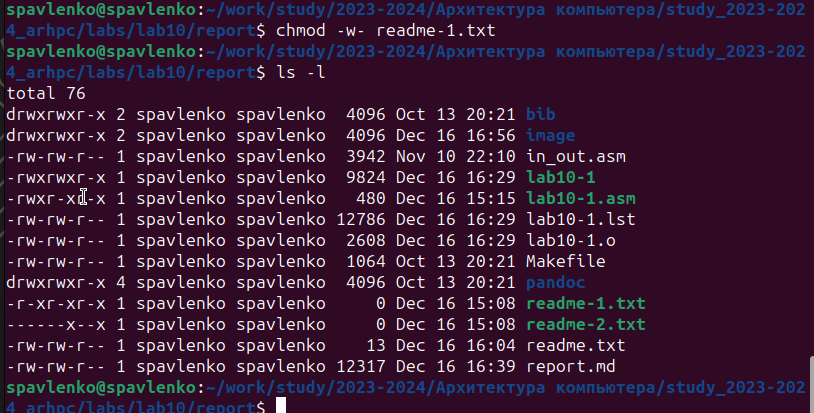 spavlenko@spavlenko:~/work/study/2023-2024/Архитектура компьютера/study_2023-202
4_arhpc/labs/lab10/report$ chmod -w- readme-1.txt
spavlenko@spavlenko:~/work/study/2023-2024/Архитектура компьютера/study_2023-202
4_arhpc/labs/lab10/report$ ls -l
total 76
drwxrwxr-x 2 spavlenko spavlenko  4096 Oct 13 20:21 bib
drwxrwxr-x 2 spavlenko spavlenko  4096 Dec 16 16:56 image
-rw-rw-r-- 1 spavlenko spavlenko  3942 Nov 10 22:10 in_out.asm
-rwxrwxr-x 1 spavlenko spavlenko  9824 Dec 16 16:29 lab10-1
-rwxr-xr-x 1 spavlenko spavlenko   480 Dec 16 15:15 lab10-1.asm
-rw-rw-r-- 1 spavlenko spavlenko 12786 Dec 16 16:29 lab10-1.lst
-rw-rw-r-- 1 spavlenko spavlenko  2608 Dec 16 16:29 lab10-1.o
-rw-rw-r-- 1 spavlenko spavlenko  1064 Oct 13 20:21 Makefile
drwxrwxr-x 4 spavlenko spavlenko  4096 Oct 13 20:21 pandoc
-r-xr-xr-x 1 spavlenko spavlenko     0 Dec 16 15:08 readme-1.txt
------x--x 1 spavlenko spavlenko     0 Dec 16 15:08 readme-2.txt
-rw-rw-r-- 1 spavlenko spavlenko    13 Dec 16 16:04 readme.txt
-rw-rw-r-- 1 spavlenko spavlenko 12317 Dec 16 16:39 report.md
spavlenko@spavlenko:~/work/study/2023-2024/Архитектура компьютера/study_2023-202
4_arhpc/labs/lab10/report$